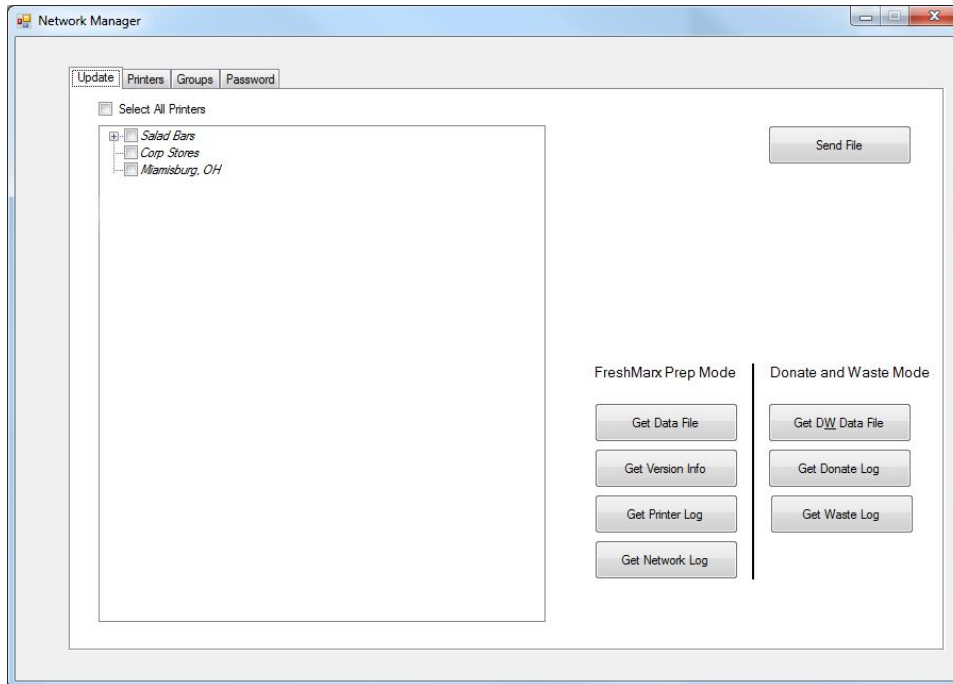 Network Manager
Update Printers Groups Password
Select All Printers
Salad Bars
Corp Stores
Miamisburg, OH
Send File
FreshMarx Prep Mode
Donate and Waste Mode
Get Data File
Get DW Data File
Get Version Info
Get Donate Log
Get Printer Log
Get Waste Log
Get Network Log